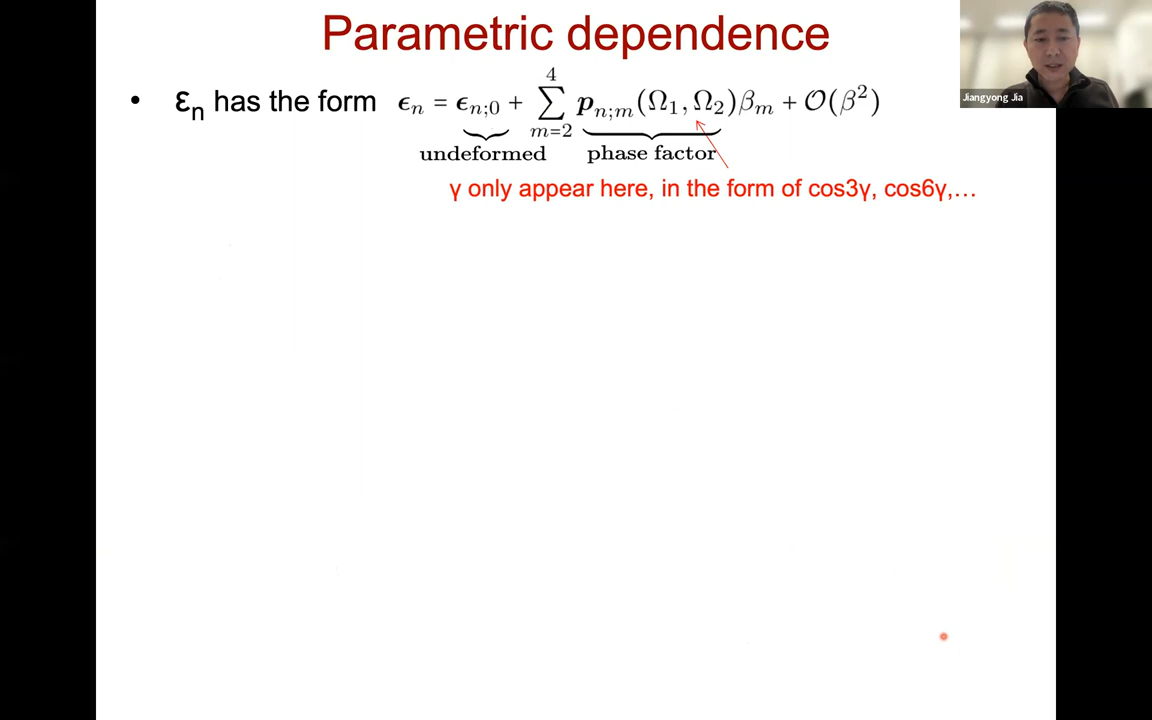 Parametric dependence
• εn has the form ϵn = ϵn;0 + ∑_{m=2}^{4} pn;m(Ω1, Ω2)βm + O(β²)
undeformed phase factor
γ only appear here, in the form of cos3γ, cos6γ,…
Jiangyong Jia